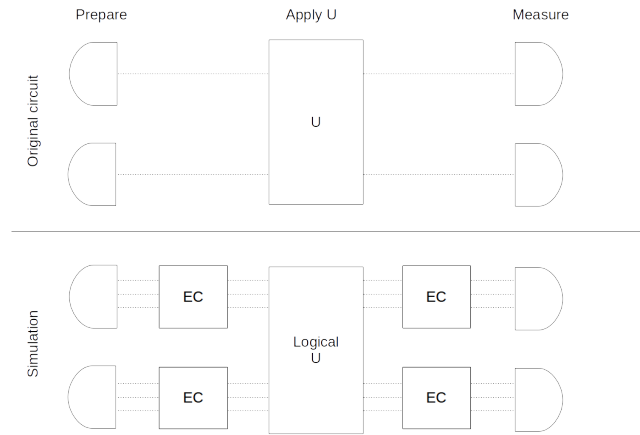 Prepare
Apply U
Measure
Original circuit
U
Simulation
EC
EC
Logical
U
EC
EC